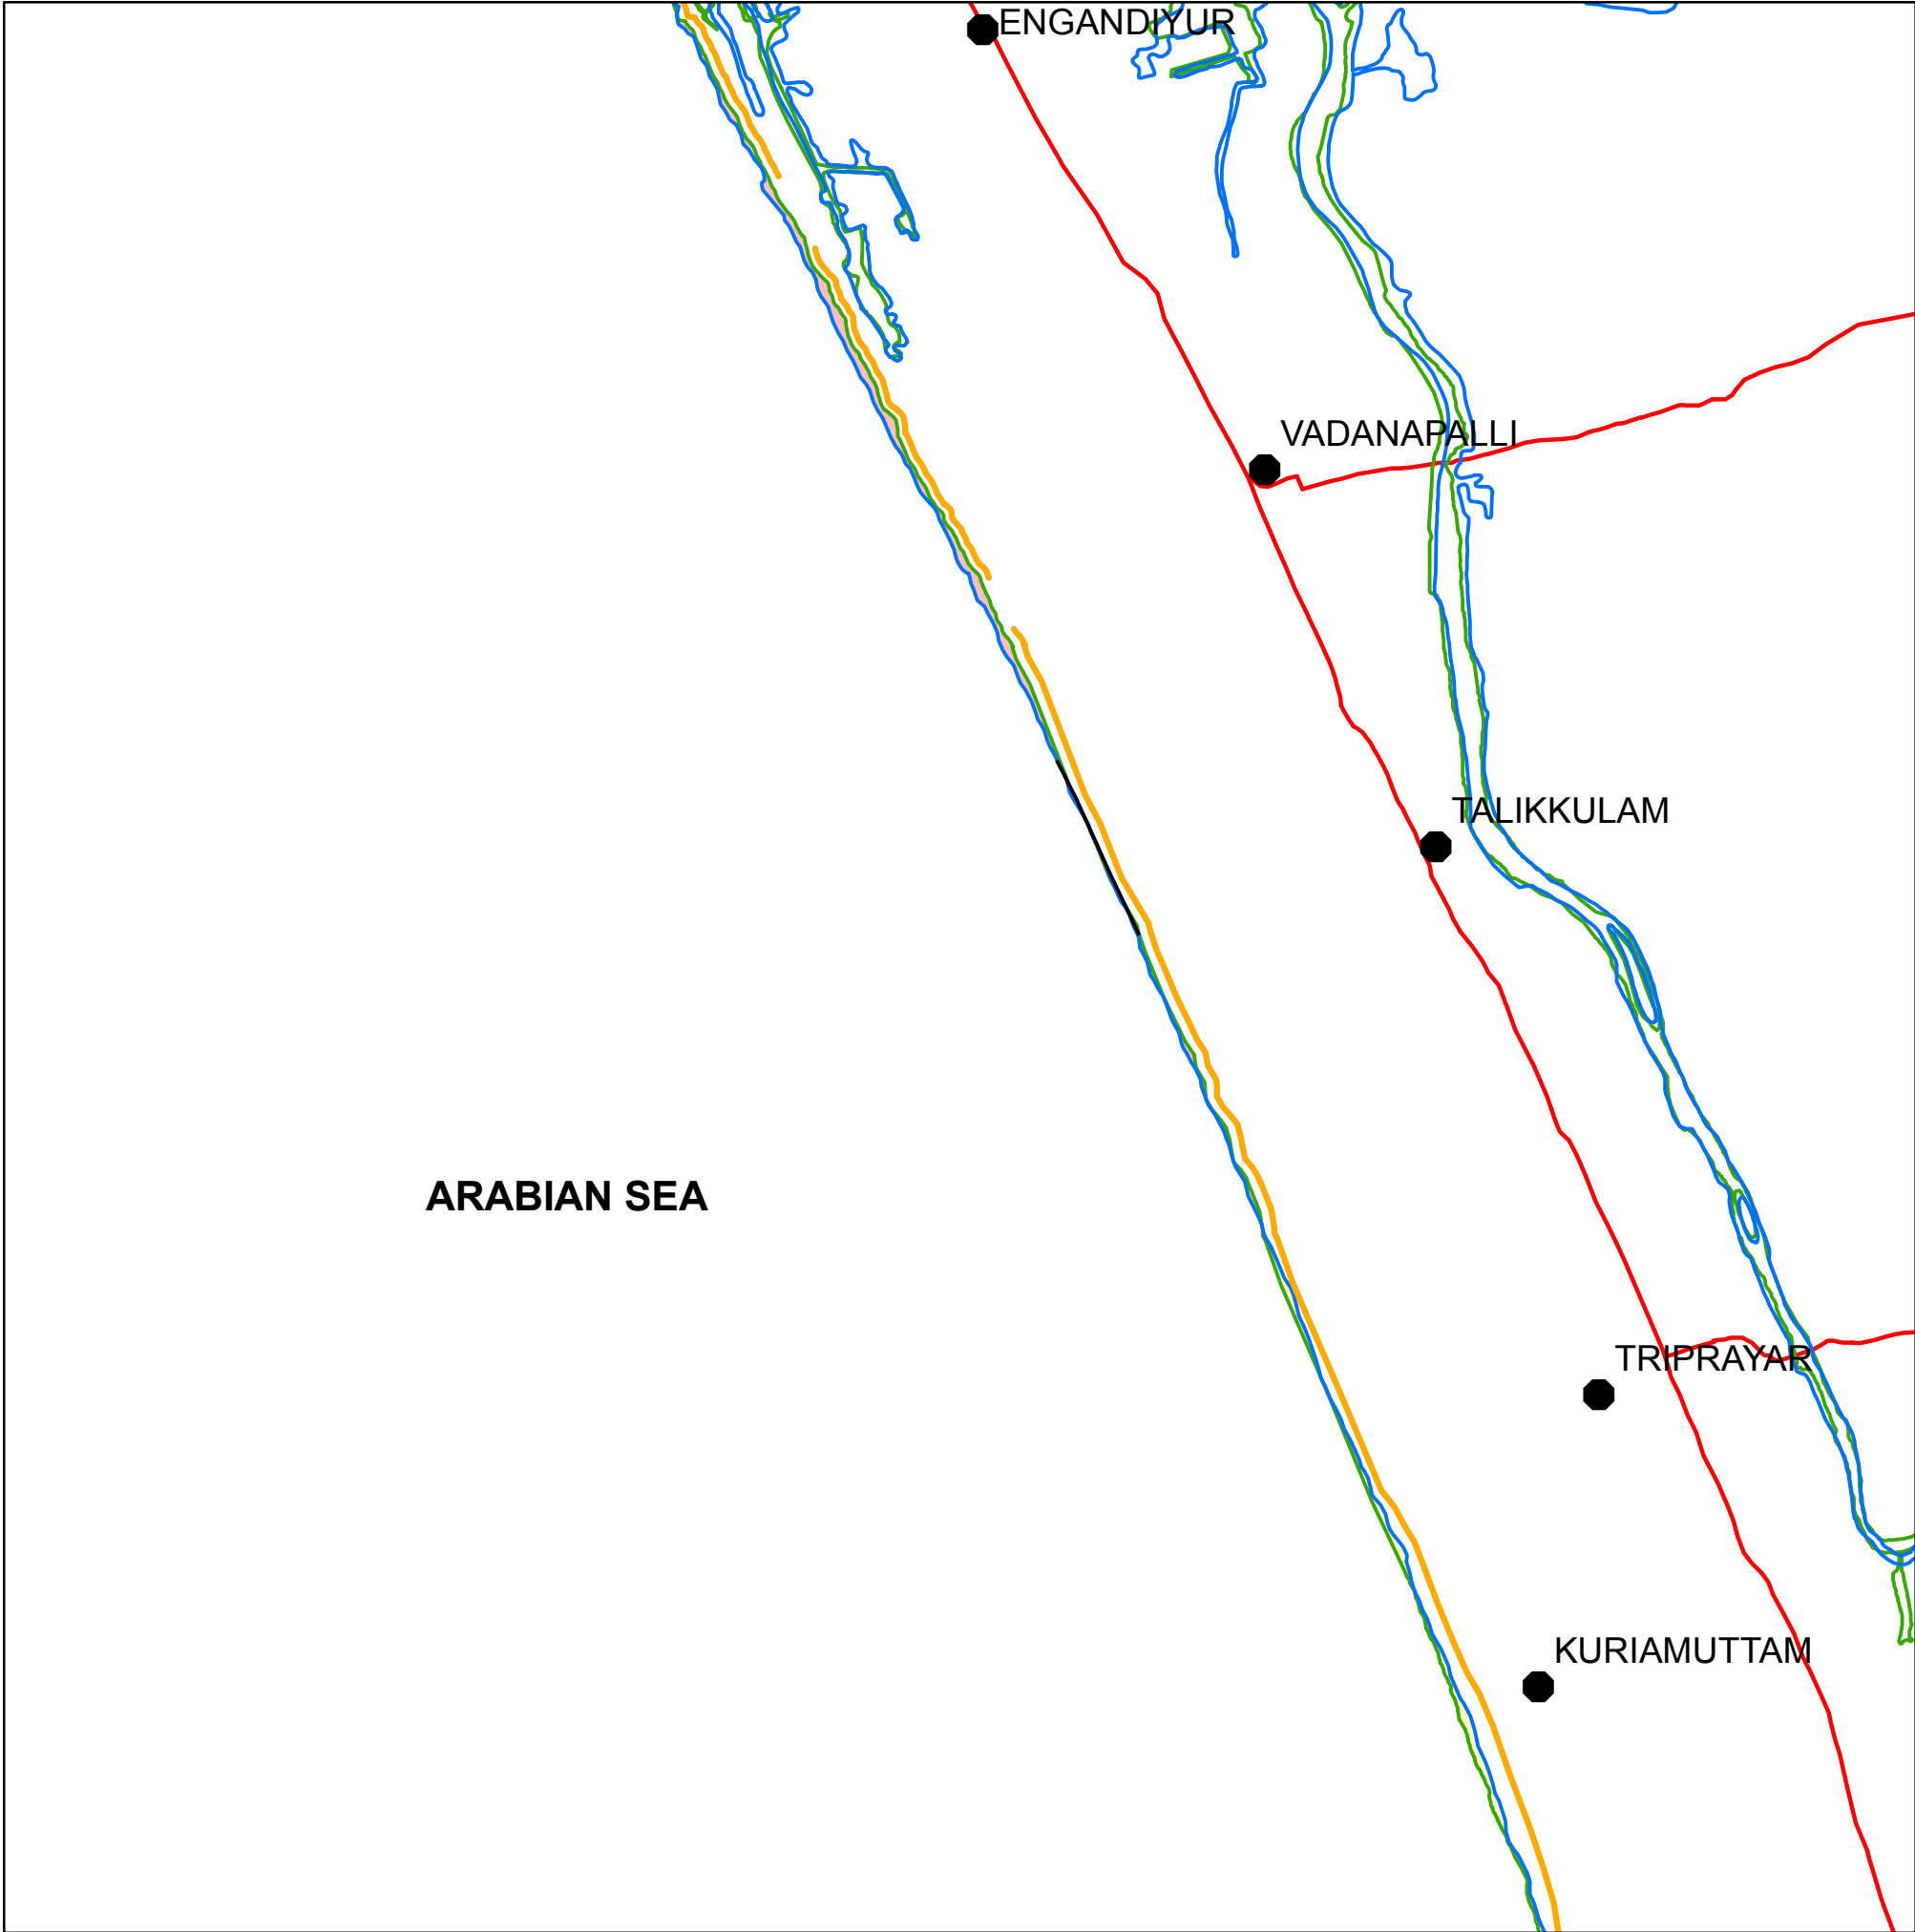 ENGANDIYUR
VADANAPALLI
TALIKKULAM
ARABIAN SEA
TRIPRAYAR
KURIAMUTTAM